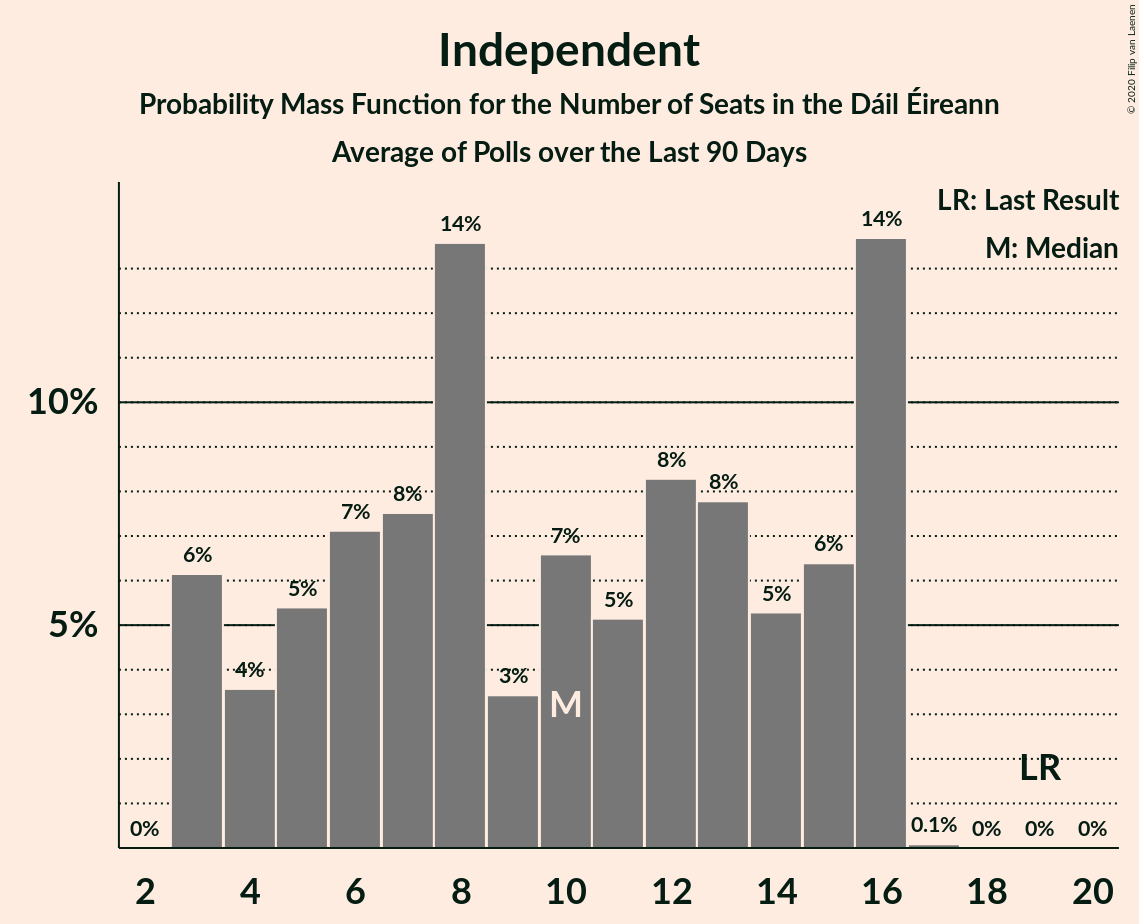 Independent
Probability Mass Function for the Number of Seats in the Dáil Éireann
Average of Polls over the Last 90 Days
© 2020 Filip van Laenen
LR: Last Result
M: Median
10%
5%
0%
6%
4%
5%
7%
8%
14%
3%
7%
5%
8%
8%
5%
6%
14%
0.1%
0%
0%
0%
M
LR
2 4 6 8 10 12 14 16 18 20